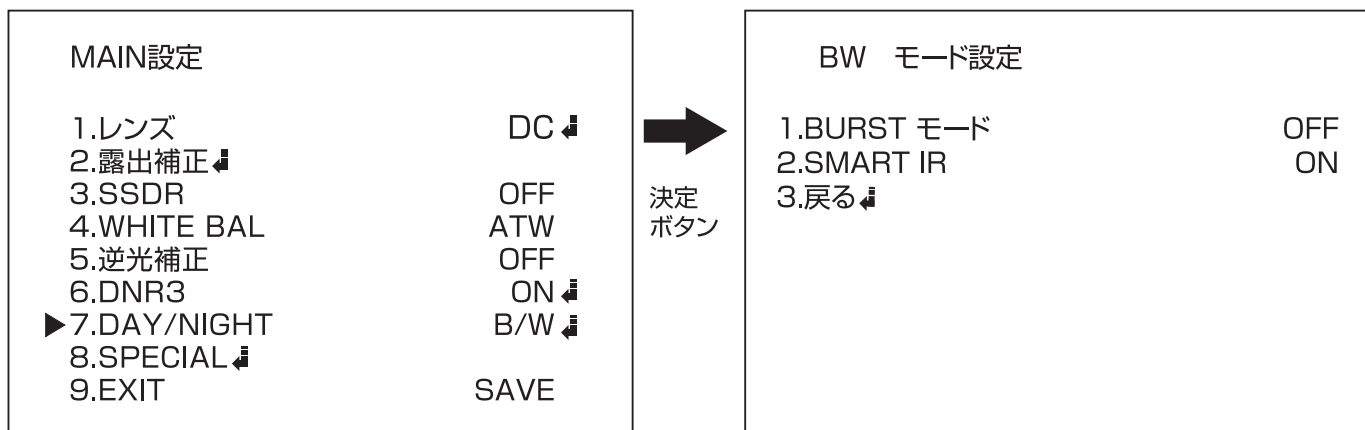 MAIN設定
1.レンズ DC
2.露出補正
3.SSDR OFF
4.WHITE BAL ATW
5.逆光補正 OFF
6.DNR3 ON
7.DAY/NIGHT B/W
8.SPECIAL
9.EXIT SAVE
決定
ボタン
BW モード設定
1.BURST モード OFF
2.SMART IR ON
3.戻る